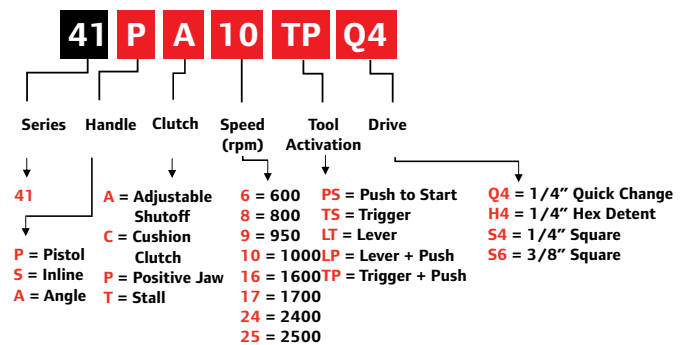 41 P A 10 TP Q4
Series Handle Clutch Speed (rpm) Tool Activation Drive
41
P = Pistol
S = Inline
A = Angle
A = Adjustable
Shutoff
C = Cushion
Clutch
P = Positive Jaw
T = Stall
6 = 600
8 = 800
9 = 950
10 = 1000
16 = 1600
17 = 1700
24 = 2400
25 = 2500
PS = Push to Start
TS = Trigger
LT = Lever
LP = Lever + Push
TP = Trigger + Push
Q4 = 1/4” Quick Change
H4 = 1/4” Hex Detent
S4 = 1/4” Square
S6 = 3/8” Square